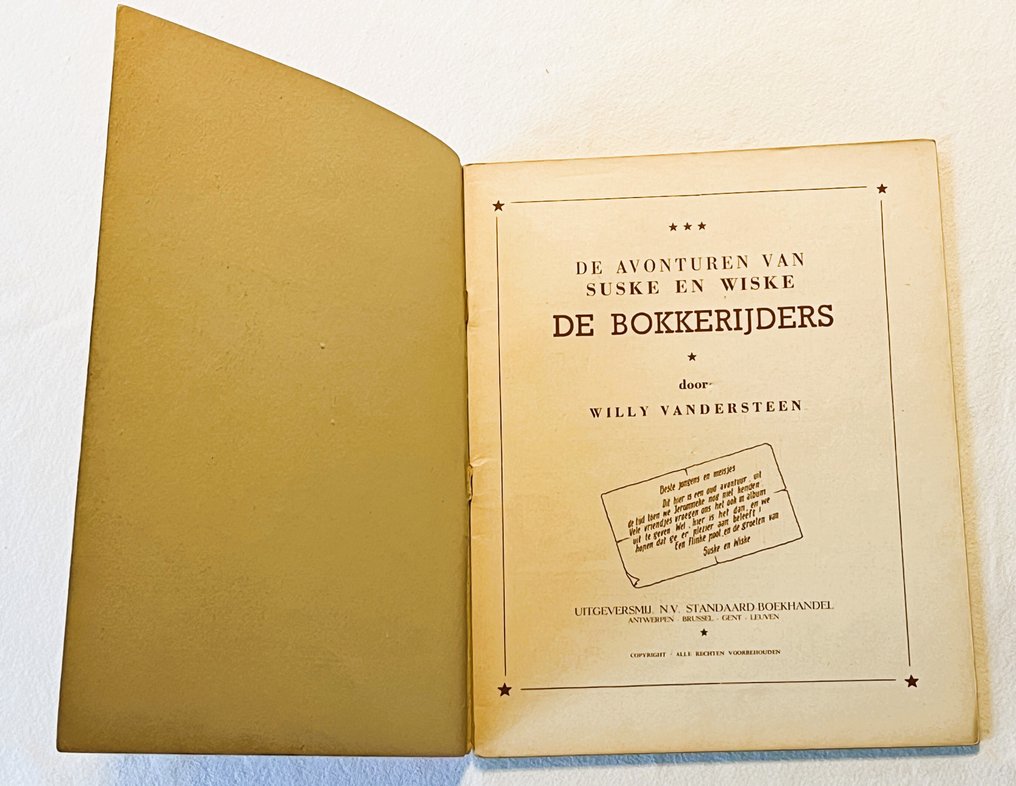 ★ ★ ★
DE AVONTUREN VAN
SUSKE EN WISKE
DE BOKKERIJDERS
★
door
WILLY VANDERSTEEN
Beste jongens en meisjes
Dit hier is een oud avontuur, uit
de tijd toen we Jerommeke nog niet kenden
Vele vriendjes vroegen ons het ook in album
uit te geven Wel, hier is het dan, en we
hopen dat ge er plezier aan beleeft!
Een flinke poot en de groeten van
Suske en Wiske
UITGEVERSMIJ. N.V. STANDAARD-BOEKHANDEL
ANTWERPEN - BRUSSEL - GENT - LEUVEN
★
COPYRIGHT / ALLE RECHTEN VOORBEHOUDEN